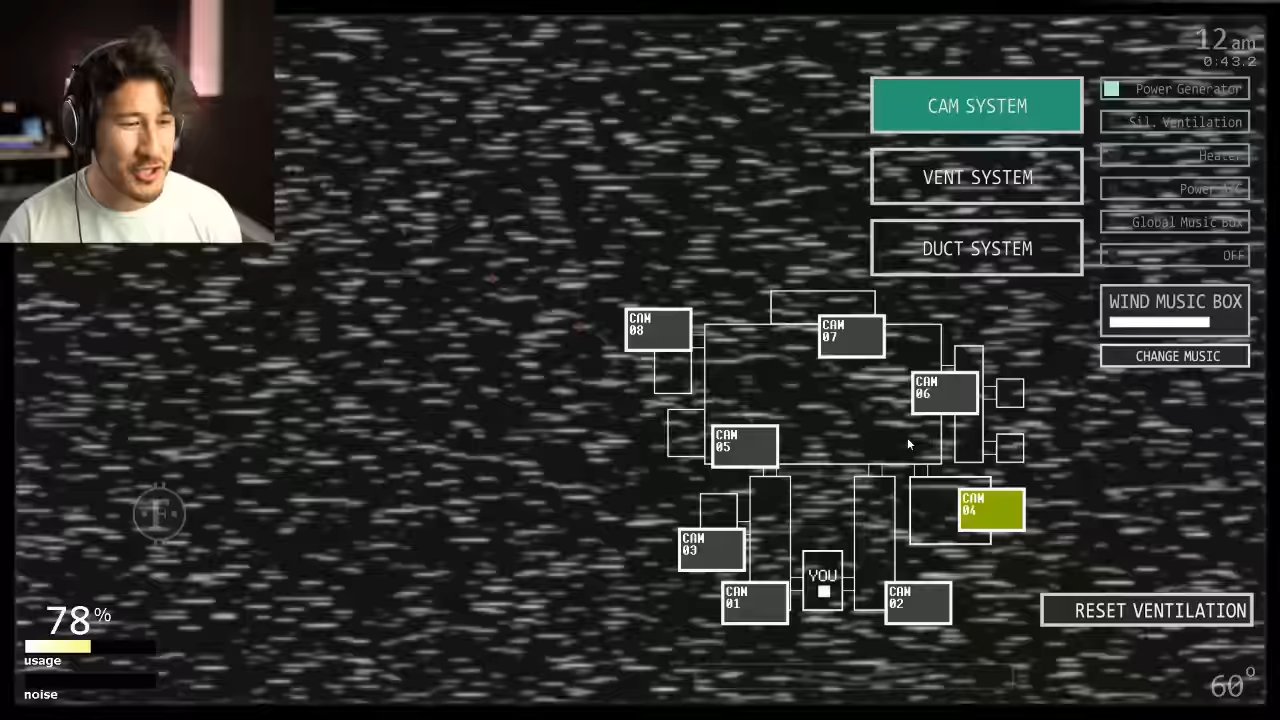 12 am
0:43.2
CAM SYSTEM
VENT SYSTEM
DUCT SYSTEM
Power Generator
Sil. Ventilation
Heater
Power A/C
Global Music Box
OFF
WIND MUSIC BOX
CHANGE MUSIC
CAM
08
CAM
07
CAM
06
CAM
05
CAM
04
CAM
03
CAM
01
YOU
CAM
02
F
RESET VENTILATION
78%
usage
noise
60°